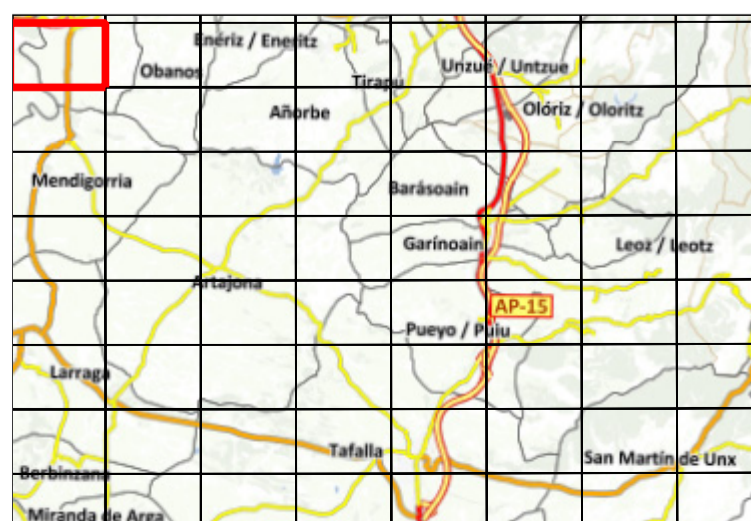 Enériz / Eneritz
Unzué / Untzue
Obanos
Tirapu
Añorbe
Olóriz / Oloritz
Mendigorria
Barásoain
Garínoain
Leoz / Leotz
Artajona
AP-15
Pueyo / Puiu
Larraga
Tafalla
San Martín de Unx
Berbinzana
Miranda de Arga